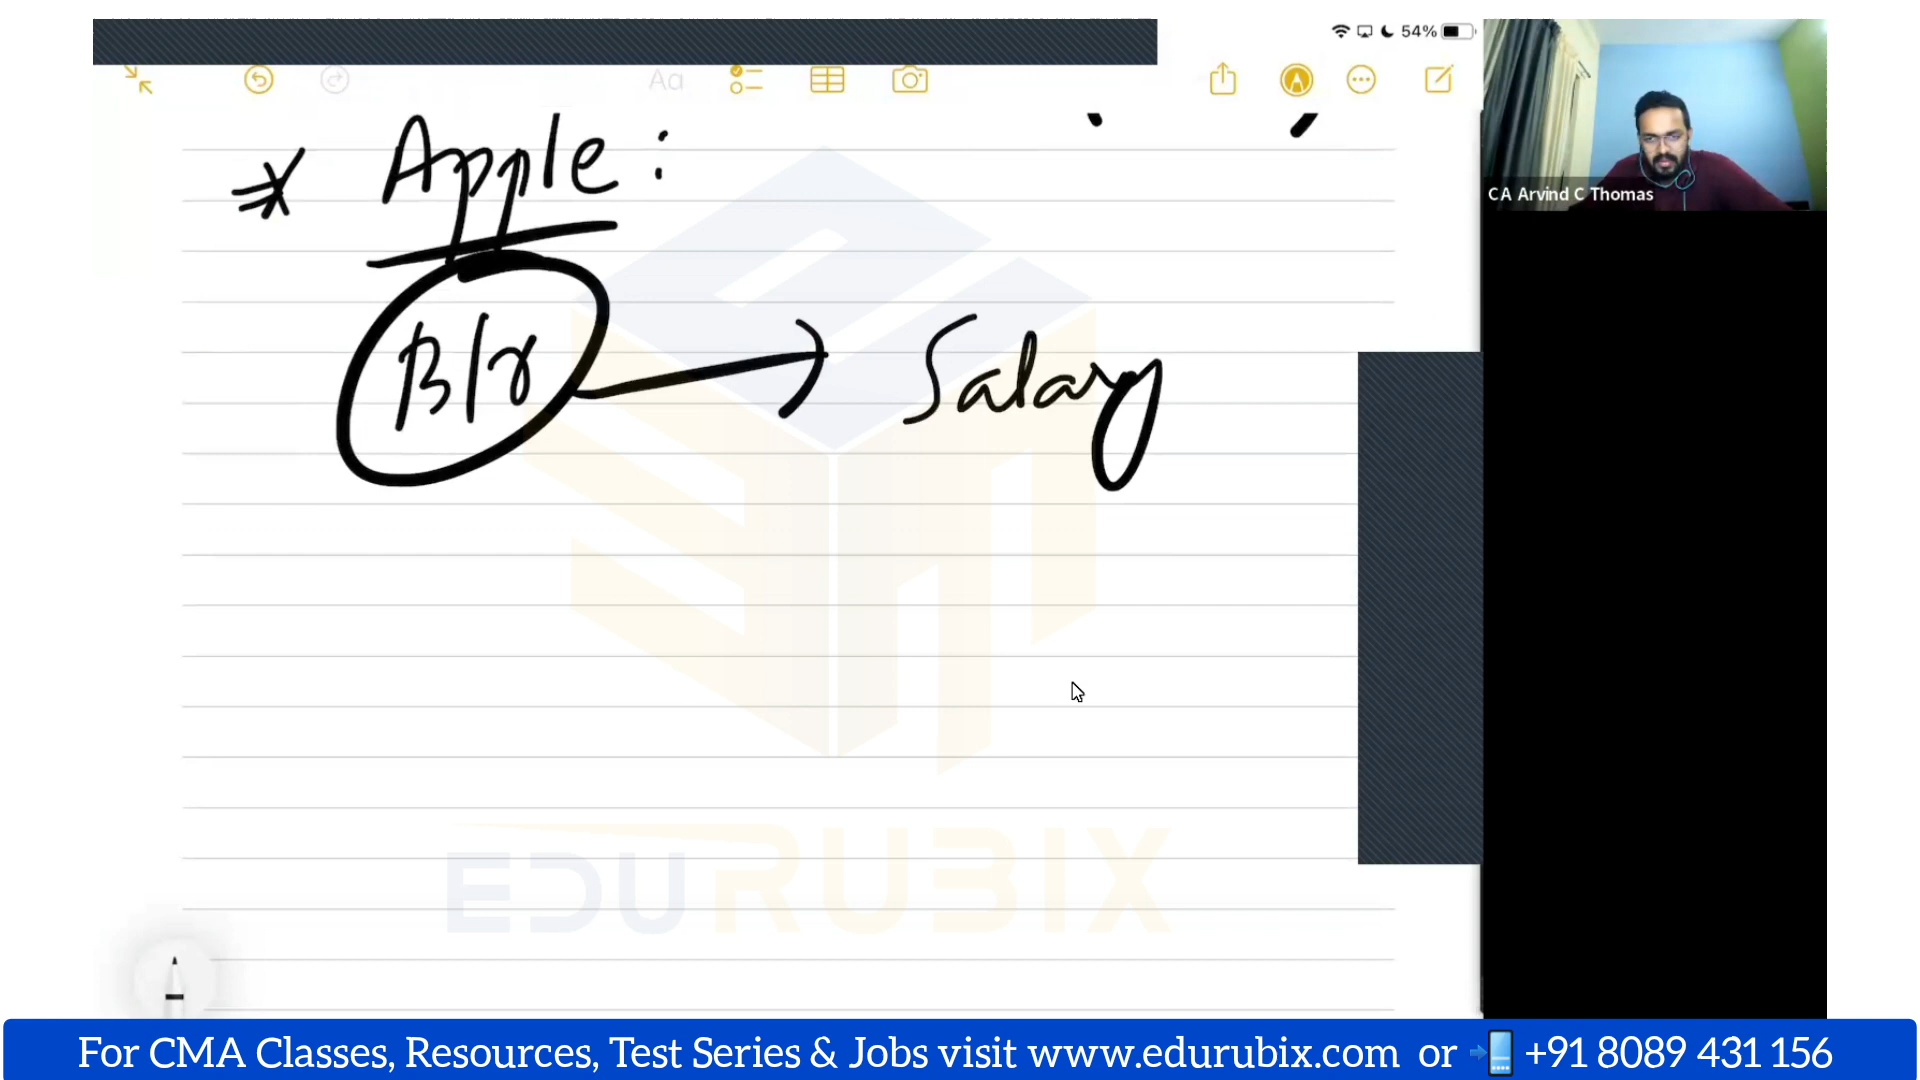 54%
Aa
Apple :
CA Arvind C Thomas
B/r → Salary
EDURUBIX
For CMA Classes, Resources, Test Series & Jobs visit www.edurubix.com or +91 8089 431 156